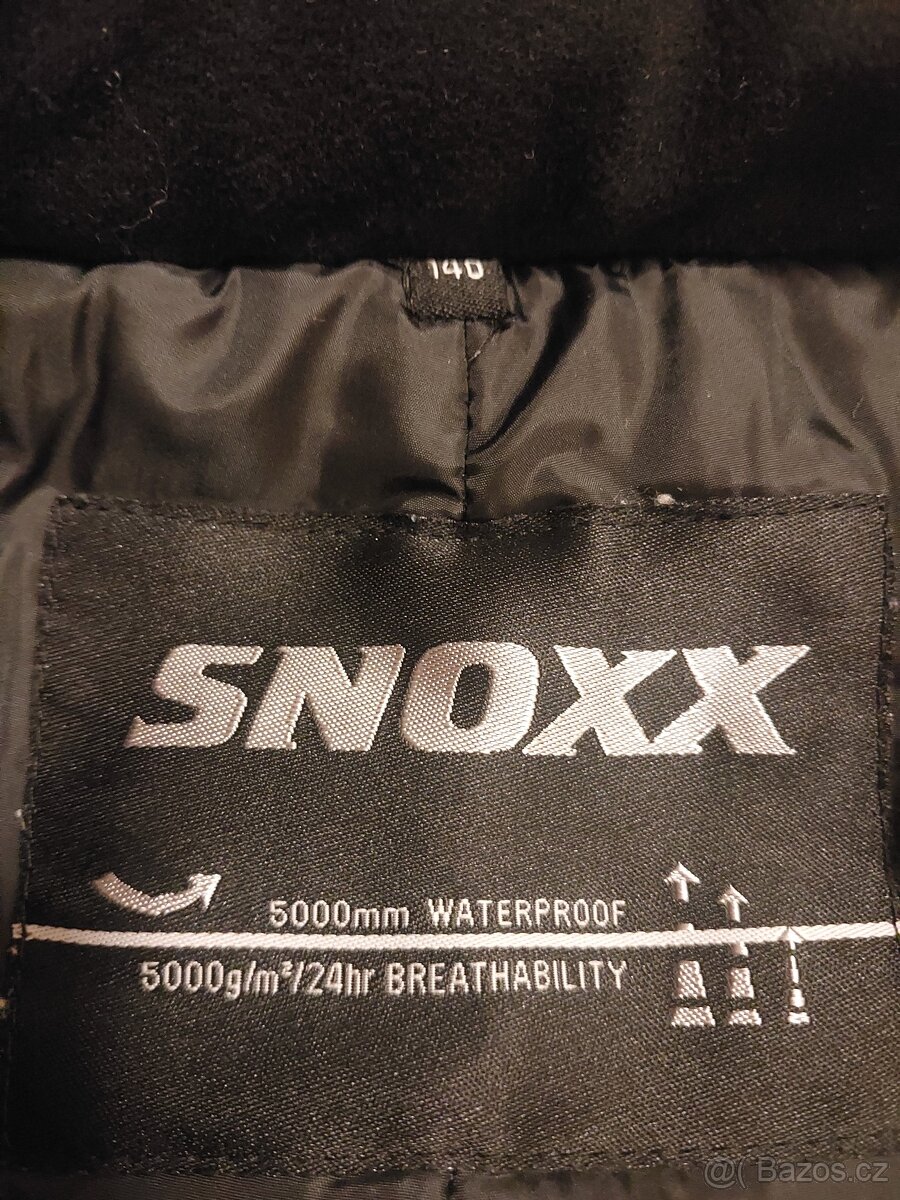 140
SNOXX
5000mm WATERPROOF
5000g/m²/24hr BREATHABILITY
@( Bazos.cz